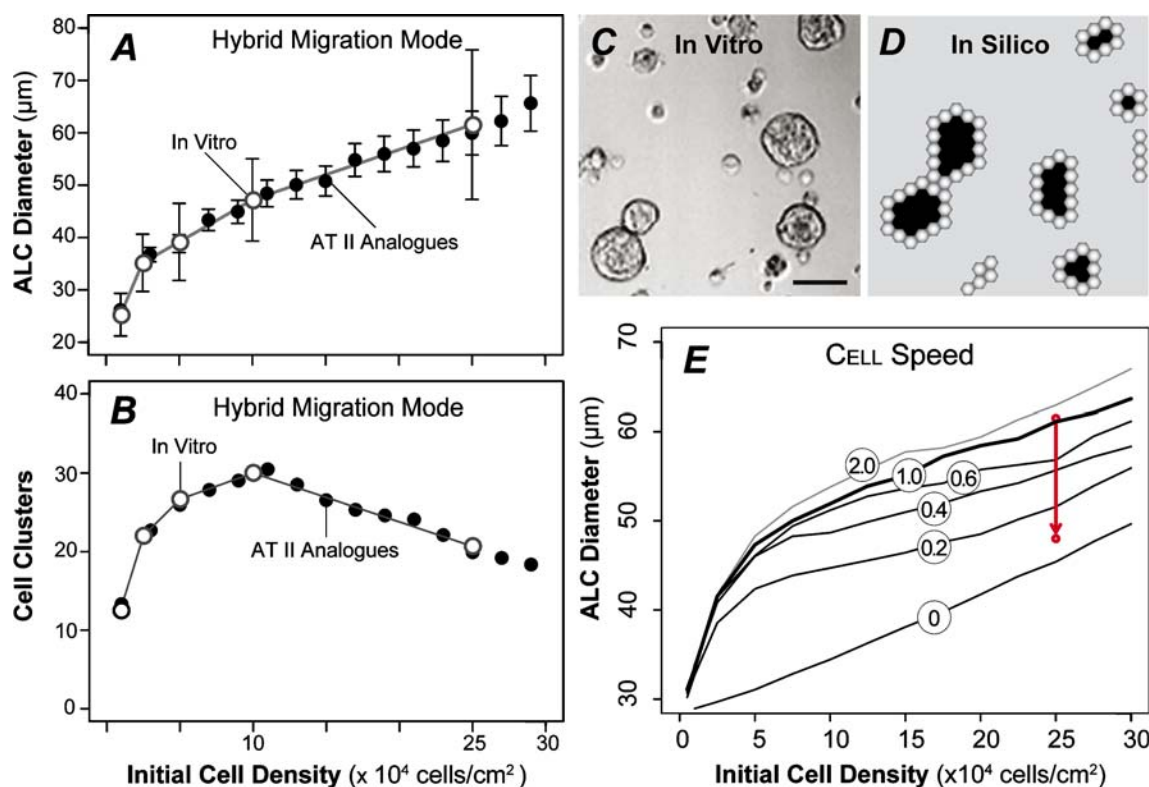 A
Hybrid Migration Mode
ALC Diameter (µm)
80
70
60
50
40
30
20
In Vitro
AT II Analogues
B
Hybrid Migration Mode
Cell Clusters
40
30
20
10
0
In Vitro
AT II Analogues
10
25
30
Initial Cell Density (x 10⁴ cells/cm²)
C
In Vitro
D
In Silico
E
CELL Speed
ALC Diameter (µm)
70
60
50
40
30
2.0
1.0
0.6
0.4
0.2
0
0
5
10
15
20
25
30
Initial Cell Density (x10⁴ cells/cm²)